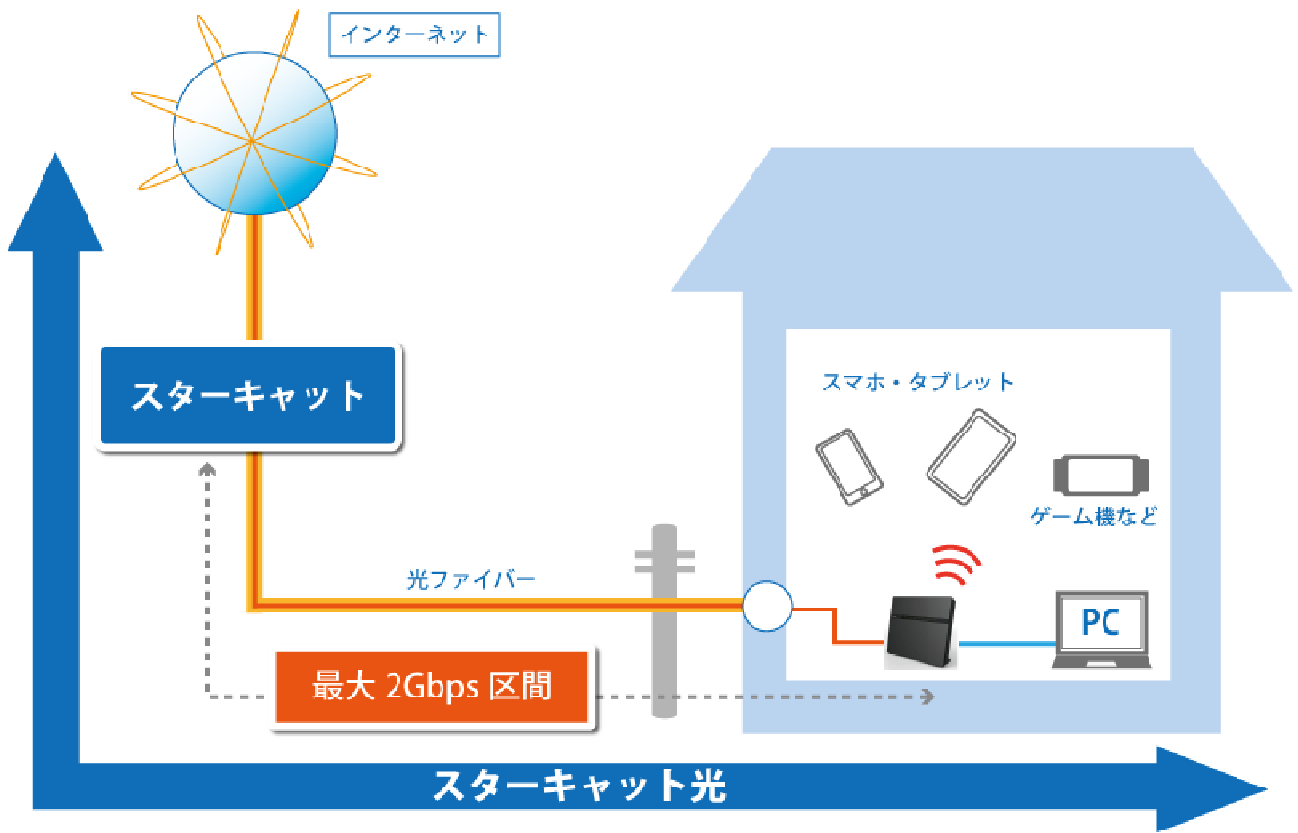 インターネット
スターキャット
スマホ・タブレット
ゲーム機など
光ファイバー
PC
最大 2Gbps 区間
スターキャット光